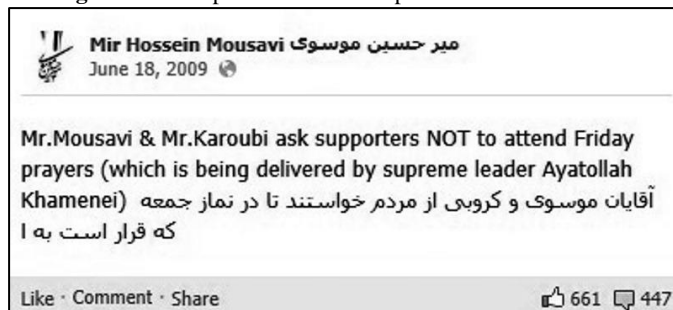 Mir Hossein Mousavi میر حسین موسوی
June 18, 2009
Mr.Mousavi & Mr.Karoubi ask supporters NOT to attend Friday
prayers (which is being delivered by supreme leader Ayatollah
Khamenei) آقایان موسوی و کروبی از مردم خواستند تا در نماز جمعه
که قرار است به ا
Like · Comment · Share 661 447